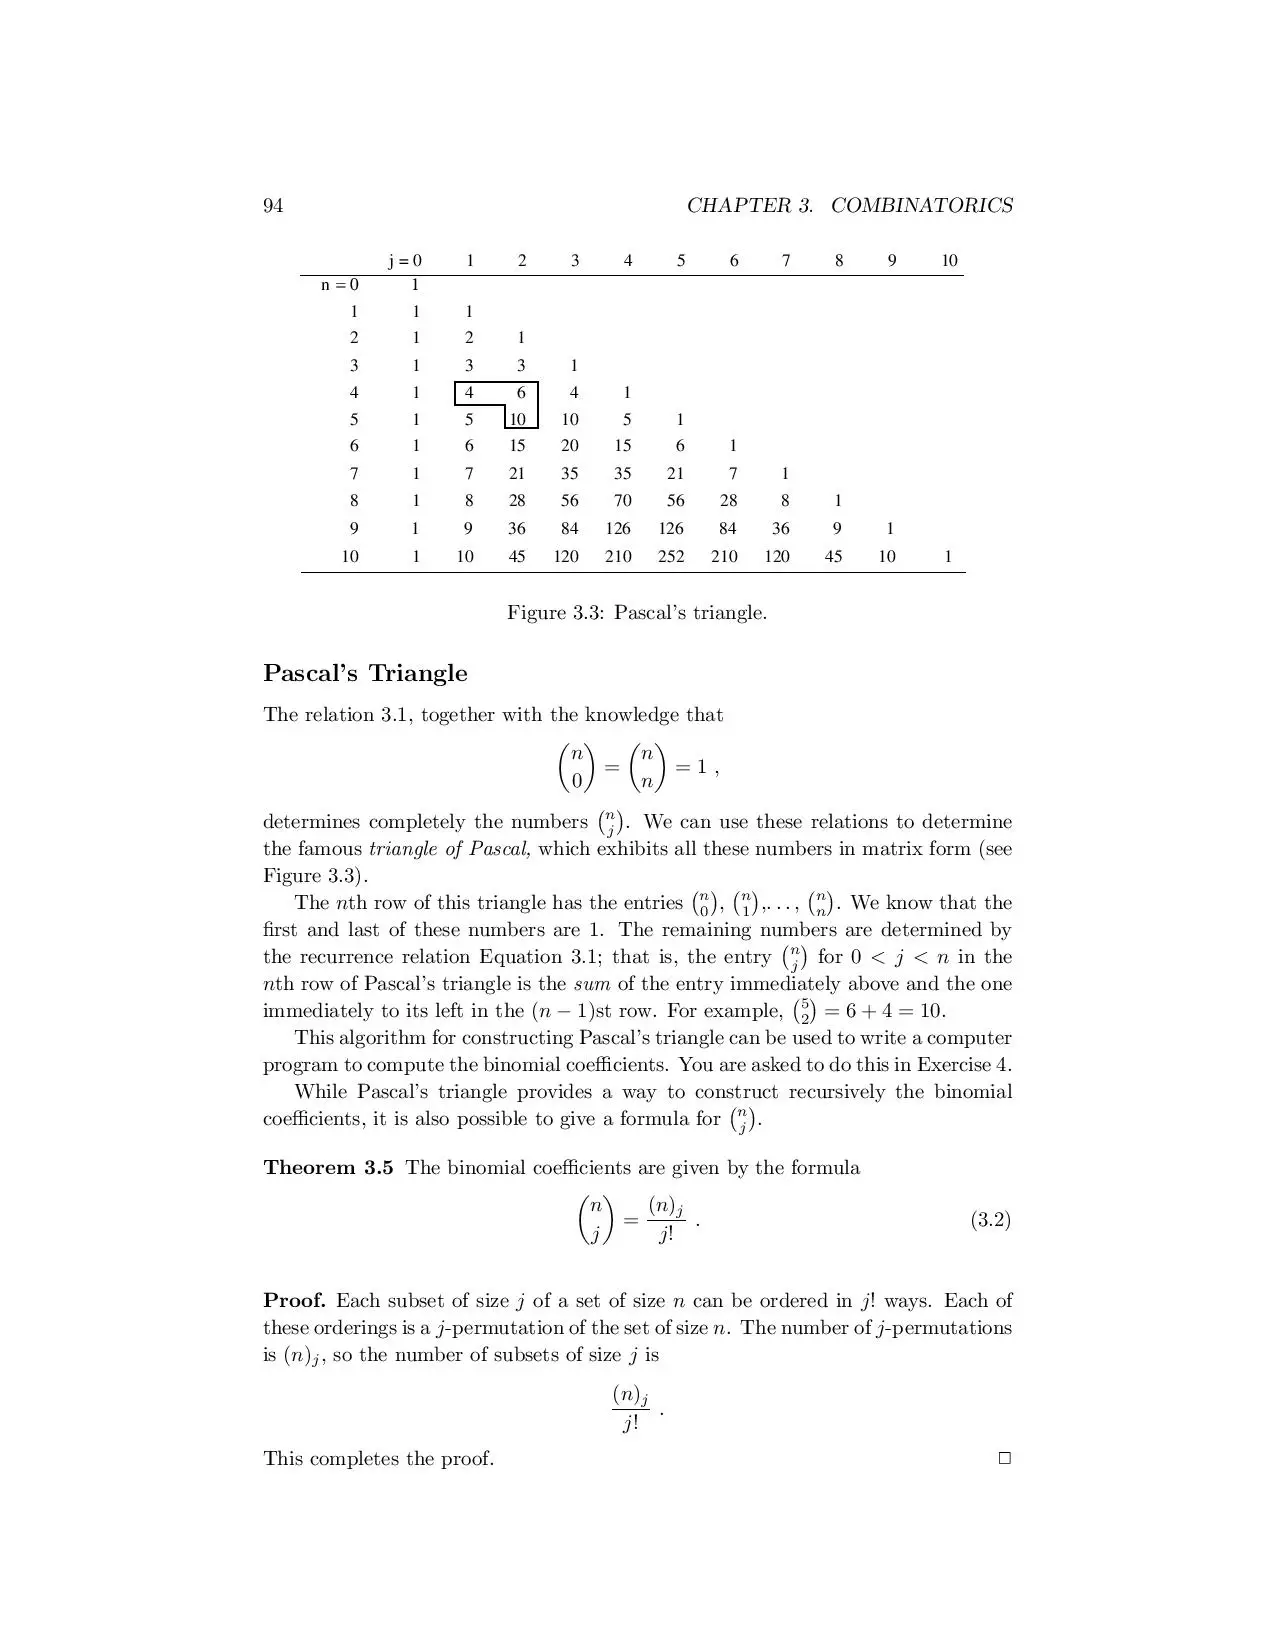 94 CHAPTER 3. COMBINATORICS
j = 0 1 2 3 4 5 6 7 8 9 10
n = 0 1
1 1 1
2 1 2 1
3 1 3 3 1
4 1 4 6 4 1
5 1 5 10 10 5 1
6 1 6 15 20 15 6 1
7 1 7 21 35 35 21 7 1
8 1 8 28 56 70 56 28 8 1
9 1 9 36 84 126 126 84 36 9 1
10 1 10 45 120 210 252 210 120 45 10 1
Figure 3.3: Pascal's triangle.
Pascal's Triangle
The relation 3.1, together with the knowledge that
\binom{n}{0} = \binom{n}{n} = 1 ,
determines completely the numbers \binom{n}{j}. We can use these relations to determine
the famous triangle of Pascal, which exhibits all these numbers in matrix form (see
Figure 3.3).
The nth row of this triangle has the entries \binom{n}{0}, \binom{n}{1},. . . , \binom{n}{n}. We know that the
first and last of these numbers are 1. The remaining numbers are determined by
the recurrence relation Equation 3.1; that is, the entry \binom{n}{j} for 0 < j < n in the
nth row of Pascal's triangle is the sum of the entry immediately above and the one
immediately to its left in the (n − 1)st row. For example, \binom{5}{2} = 6 + 4 = 10.
This algorithm for constructing Pascal's triangle can be used to write a computer
program to compute the binomial coefficients. You are asked to do this in Exercise 4.
While Pascal's triangle provides a way to construct recursively the binomial
coefficients, it is also possible to give a formula for \binom{n}{j}.
Theorem 3.5 The binomial coefficients are given by the formula
\binom{n}{j} = \frac{(n)_j}{j!} . (3.2)
Proof. Each subset of size j of a set of size n can be ordered in j! ways. Each of
these orderings is a j-permutation of the set of size n. The number of j-permutations
is (n)_j, so the number of subsets of size j is
\frac{(n)_j}{j!} .
This completes the proof. □